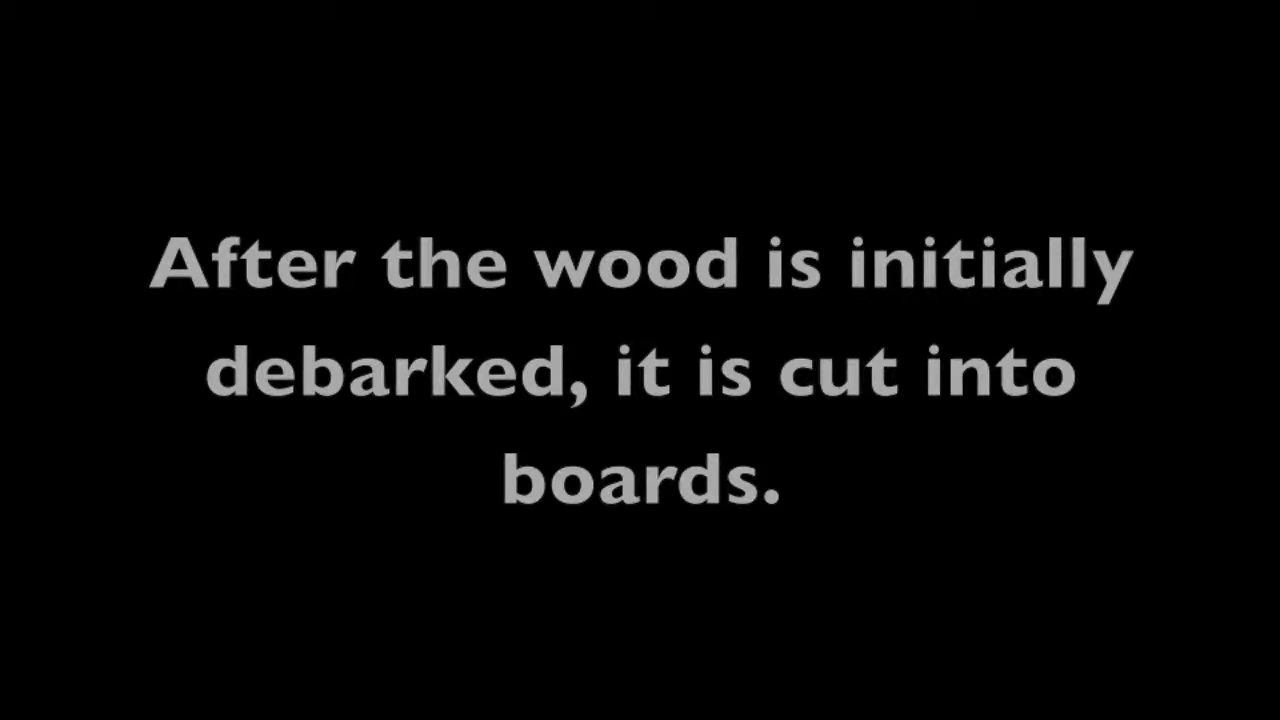 After the wood is initially
debarked, it is cut into
boards.